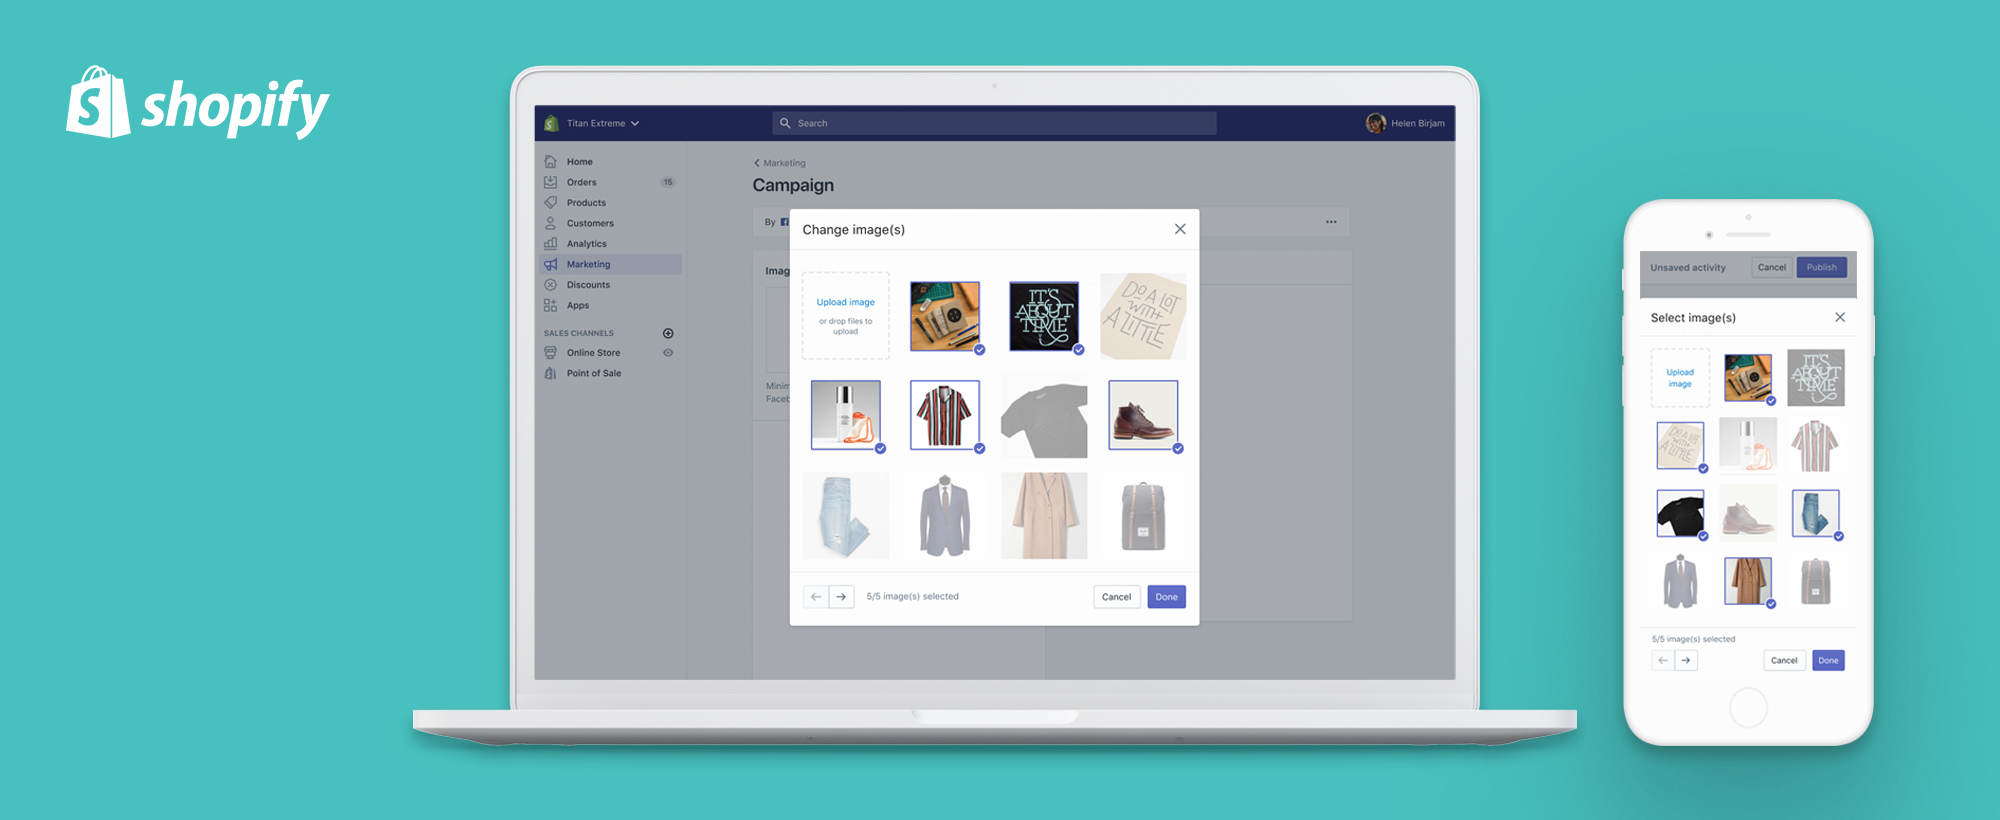 shopify
Titan Extreme
Search
Helen Birjam
Home
Orders
15
Products
Customers
Analytics
Marketing
Discounts
Apps
SALES CHANNELS
Online Store
Point of Sale
Marketing
Campaign
By
Imag
Minim
Faceb
Change image(s)
Upload image
or drop files to
upload
IT'S
ABOUT
TIME
DO A LOT
WITH
A LITTLE
5/5 image(s) selected
Cancel
Done
Unsaved activity
Cancel
Publish
Select image(s)
Upload
image
IT'S
ABOUT
TIME
DO A LOT
WITH
A LITTLE
5/5 image(s) selected
Cancel
Done